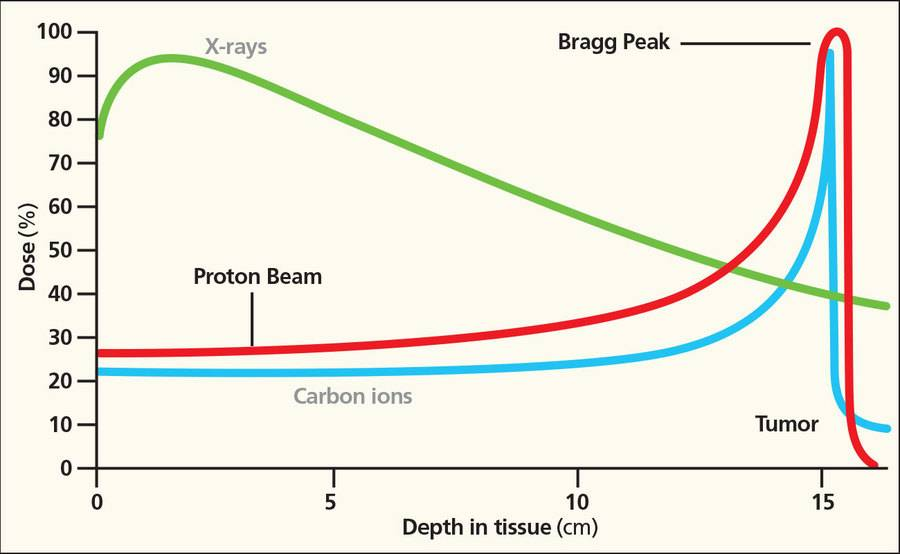 100
X-rays
Bragg Peak
90
80
70
60
50
Dose (%)
Proton Beam
40
30
20
Carbon ions
10
Tumor
0
0
5
10
15
Depth in tissue (cm)